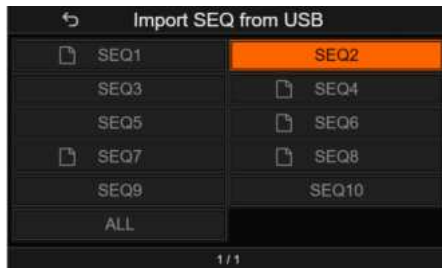 Import SEQ from USB
SEQ1 SEQ2
SEQ3 SEQ4
SEQ5 SEQ6
SEQ7 SEQ8
SEQ9 SEQ10
ALL
1 / 1